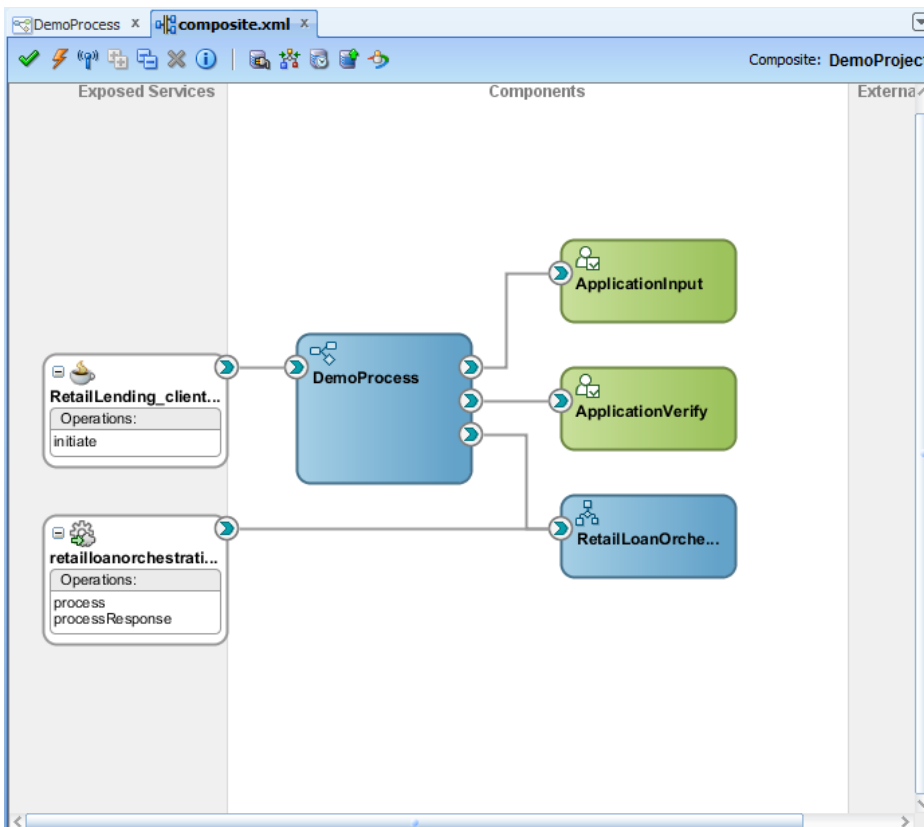 DemoProcess
composite.xml
Composite: DemoProject
Exposed Services
Components
Externa
ApplicationInput
DemoProcess
RetailLending_client...
Operations:
initiate
ApplicationVerify
RetailLoanOrche...
retailloanorchestrati...
Operations:
process
processResponse